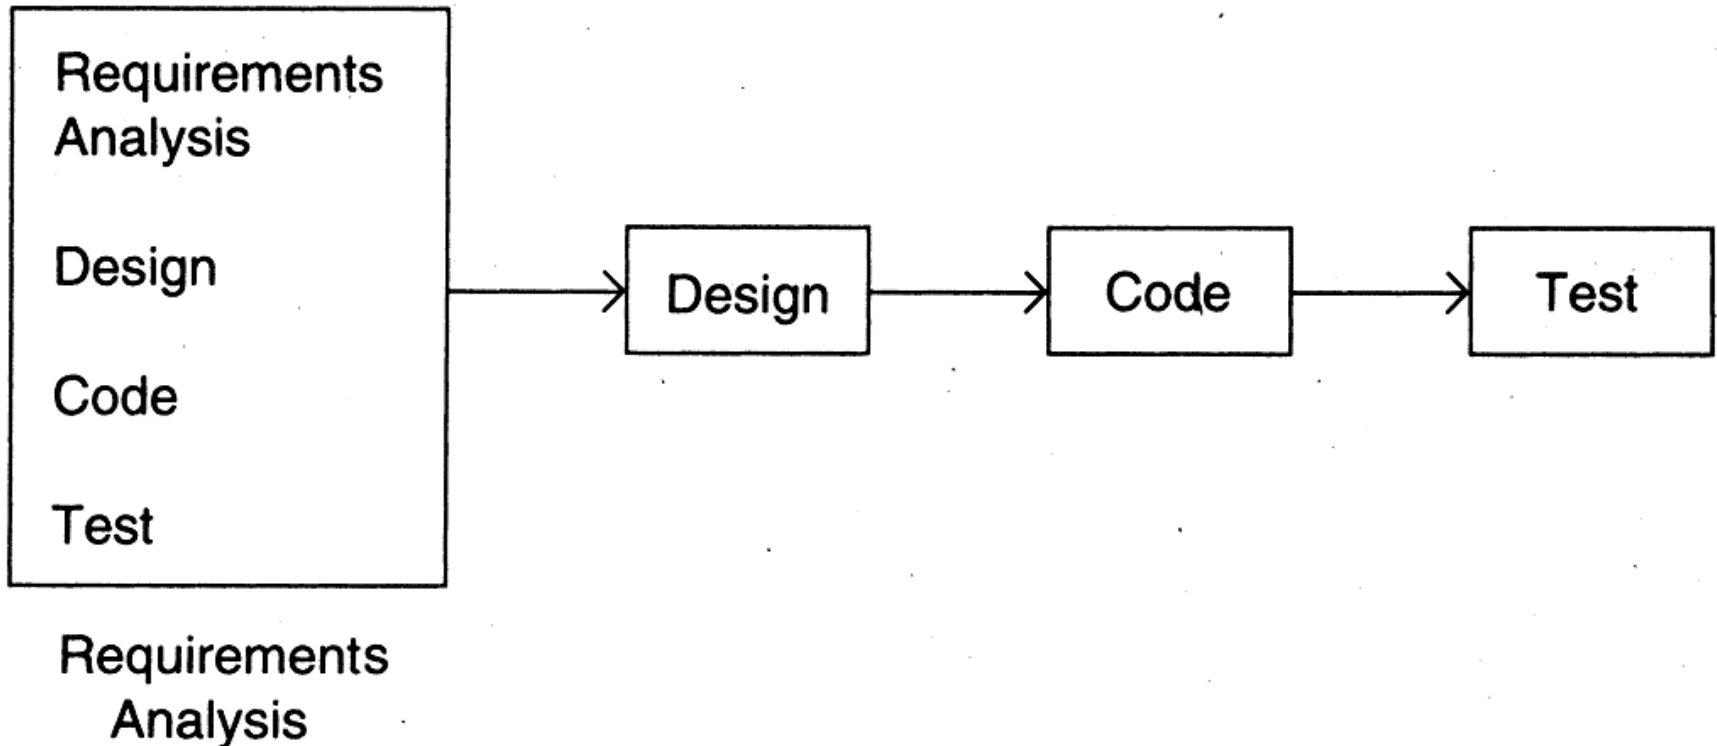 Requirements
Analysis
Design
Code
Test
Design
Code
Test
Requirements
Analysis